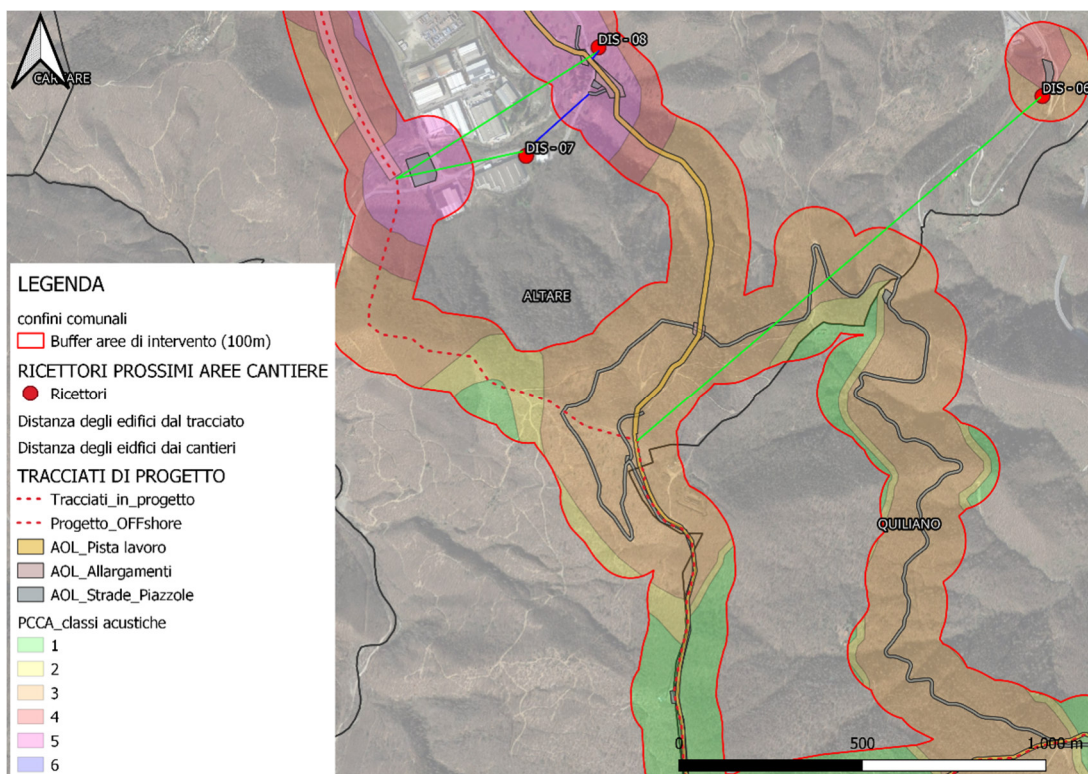 DIS - 08
CARCARE
DIS - 06
DIS - 07
LEGENDA
confini comunali
Buffer aree di intervento (100m)
RICETTORI PROSSIMI AREE CANTIERE
Ricettori
Distanza degli edifici dal tracciato
Distanza degli eidfici dai cantieri
TRACCIATI DI PROGETTO
Tracciati_in_progetto
Progetto_OFFshore
AOL_Pista lavoro
AOL_Allargamenti
AOL_Strade_Piazzole
PCCA_classi acustiche
1
2
3
4
5
6
ALTARE
QUILIANO
0 500 1.000 m